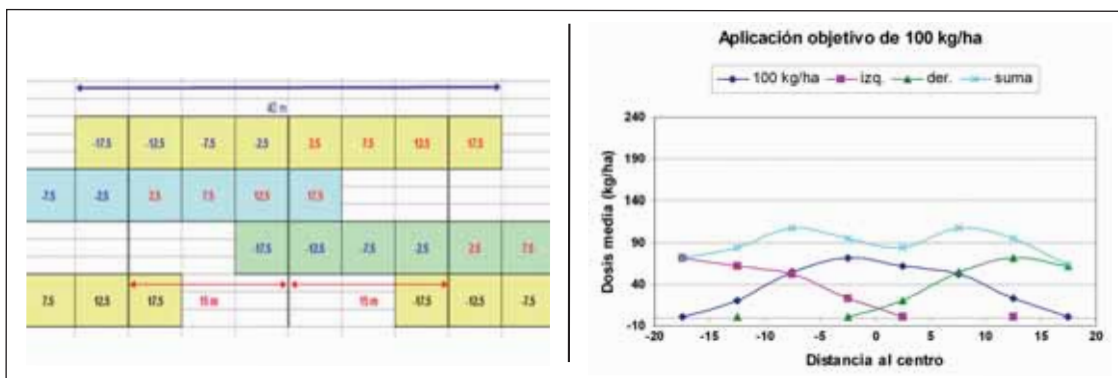 40 m
-17.5 -12.5 -7.5 -2.5 2.5 7.5 12.5 17.5
-7.5 -2.5 2.5 7.5 12.5 17.5
-17.5 -12.5 -7.5 -2.5 2.5 7.5
7.5 12.5 17.5 15 m 15 m -17.5 -12.5 -7.5
Aplicación objetivo de 100 kg/ha
100 kg/ha izq. der. suma
Dosis media (kg/ha)
240
190
140
90
40
-10
-20 -15 -10 -5 0 5 10 15 20
Distancia al centro